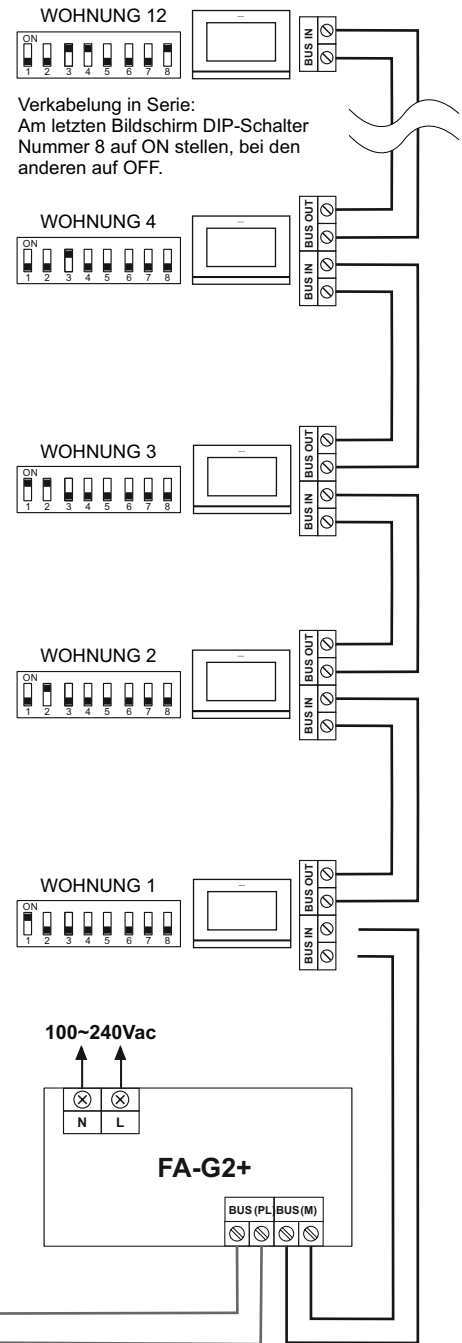 WOHNUNG 12
ON
1 2 3 4 5 6 7 8
BUS IN
Verkabelung in Serie:
Am letzten Bildschirm DIP-Schalter
Nummer 8 auf ON stellen, bei den
anderen auf OFF.
WOHNUNG 4
ON
1 2 3 4 5 6 7 8
BUS OUT
BUS IN
WOHNUNG 3
ON
1 2 3 4 5 6 7 8
BUS OUT
BUS IN
WOHNUNG 2
ON
1 2 3 4 5 6 7 8
BUS OUT
BUS IN
WOHNUNG 1
ON
1 2 3 4 5 6 7 8
BUS OUT
BUS IN
100~240Vac
N L
FA-G2+
BUS (PL) BUS (M)